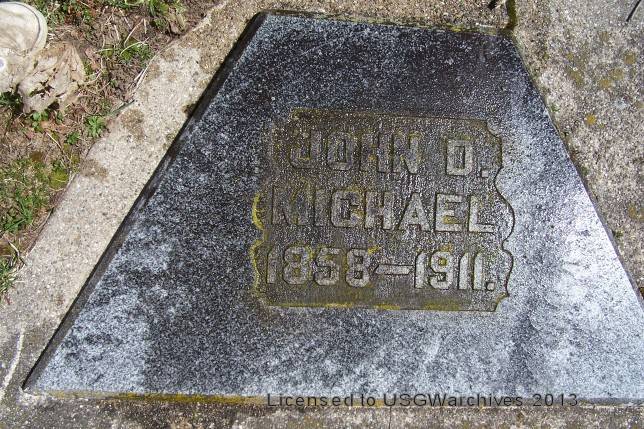 JOHN D.
MICHAEL
1858-1911.
Licensed to USGWarchives 2013